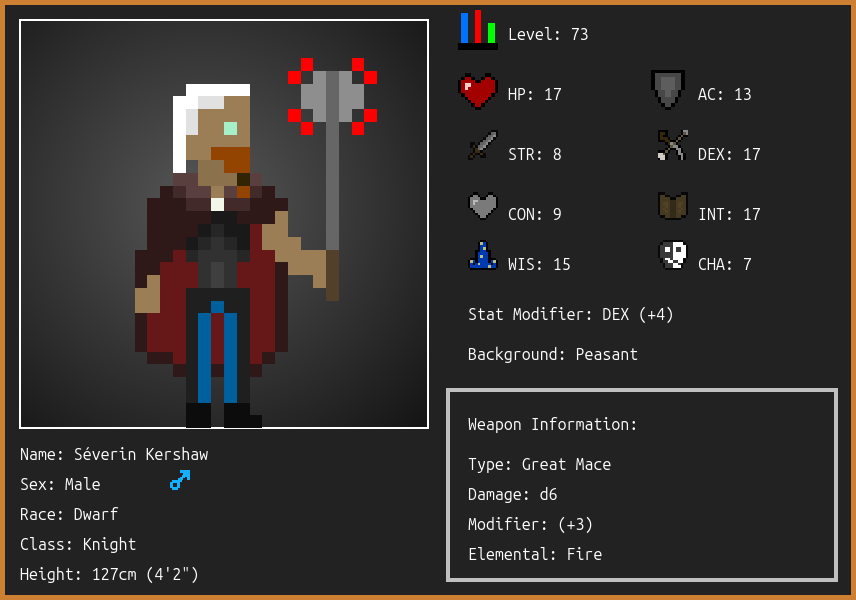 Level: 73
HP: 17
AC: 13
STR: 8
DEX: 17
CON: 9
INT: 17
WIS: 15
CHA: 7
Stat Modifier: DEX (+4)
Background: Peasant
Weapon Information:
Type: Great Mace
Damage: d6
Modifier: (+3)
Elemental: Fire
Name: Séverin Kershaw
Sex: Male
Race: Dwarf
Class: Knight
Height: 127cm (4'2")